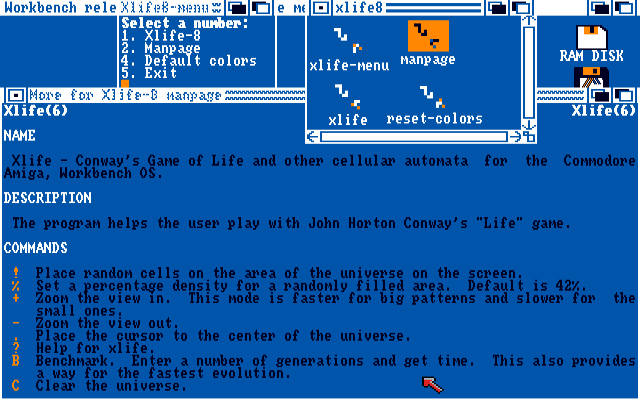 Workbench rele
Xlife8-menu
e me
xlife8
Select a number:
1. Xlife-8
2. Manpage
4. Default colors
5. Exit
xlife-menu
manpage
xlife
reset-colors
RAM DISK
More for Xlife-8 manpage
Xlife(6)
Xlife(6)
NAME
Xlife - Conway's Game of Life and other cellular automata for the Commodore
Amiga, Workbench OS.
DESCRIPTION
The program helps the user play with John Horton Conway's "Life" game.
COMMANDS
! Place random cells on the area of the universe on the screen.
% Set a percentage density for a randomly filled area. Default is 42%.
+ Zoom the view in. This mode is faster for big patterns and slower for the
small ones.
- Zoom the view out.
, Place the cursor to the center of the universe.
? Help for xlife.
B Benchmark. Enter a number of generations and get time. This also provides
a way for the fastest evolution.
C Clear the universe.